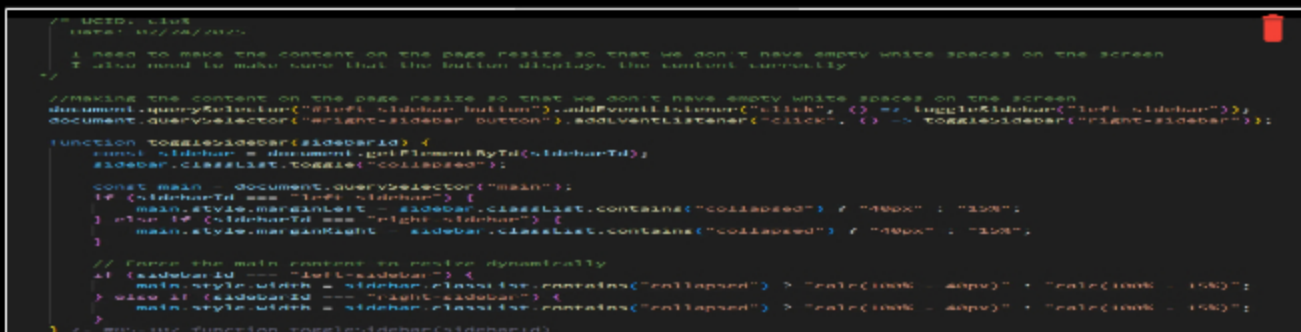 /* UCID:
Date: 02/24/2025
I need to make the content on the page resize so that we don't have empty white spaces on the screen
I also need to make sure that the button displays the content correctly
*/
//Making the content on the page resize so that we don't have empty white spaces on the screen
document.querySelector("#left-sidebar button").addEventListener("click", () => toggleSidebar("left-sidebar"));
document.querySelector("#right-sidebar button").addEventListener("click", () => toggleSidebar("right-sidebar"));
function toggleSidebar(sidebarId) {
const sidebar = document.getElementById(sidebarId);
sidebar.classList.toggle("collapsed");
const main = document.querySelector("main");
if (sidebarId === "left-sidebar") {
main.style.marginLeft = sidebar.classList.contains("collapsed") ? "40px" : "15%";
} else if (sidebarId === "right-sidebar") {
main.style.marginRight = sidebar.classList.contains("collapsed") ? "40px" : "15%";
}
// Force the main content to resize dynamically
if (sidebarId === "left-sidebar") {
main.style.width = sidebar.classList.contains("collapsed") ? "calc(100% - 40px)" : "calc(100% - 15%)";
} else if (sidebarId === "right-sidebar") {
main.style.width = sidebar.classList.contains("collapsed") ? "calc(100% - 40px)" : "calc(100% - 15%)";
}
} function toggleSidebar(sidebarId)